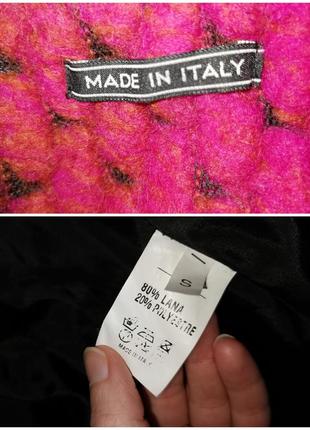 MADE IN ITALY
S
80% LANA
20% POLYESTRE
MADE IN ITALY